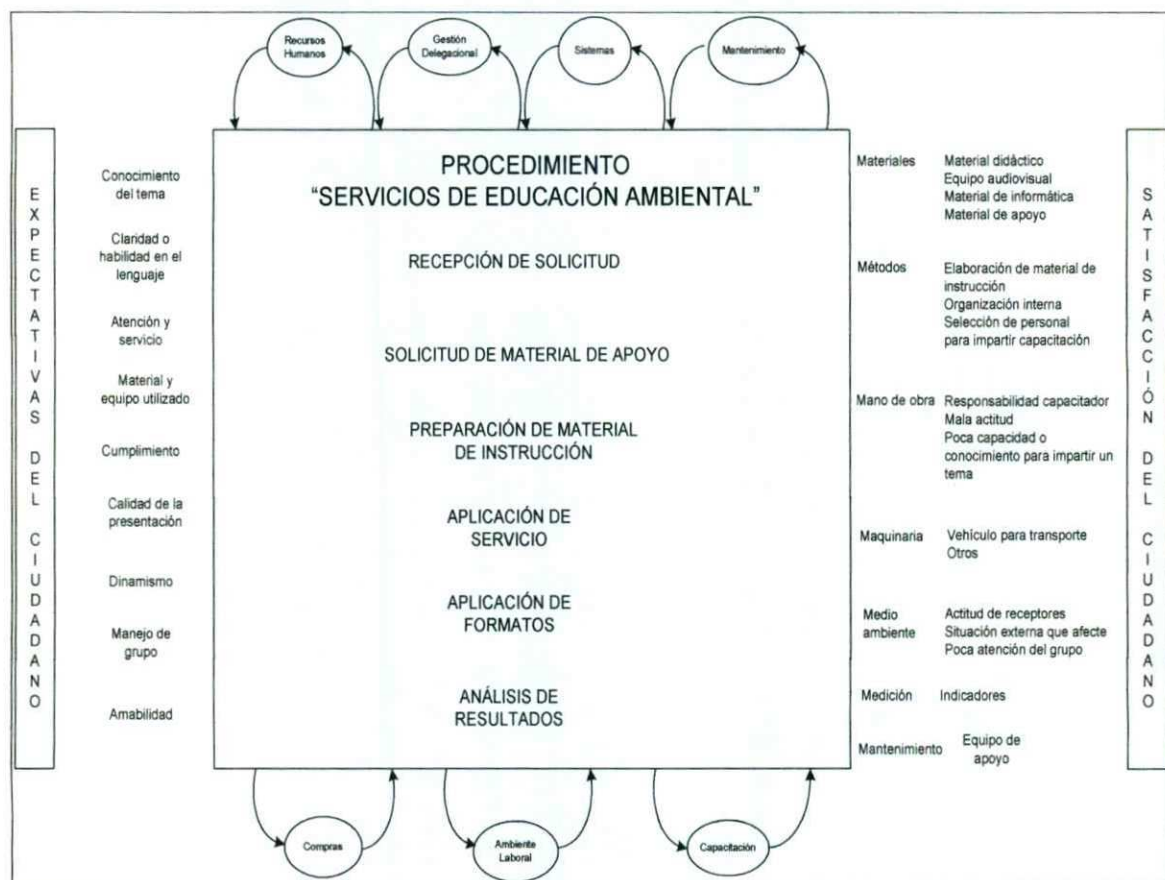 Recursos
Humanos
Gestión
Delegacional
Sistemas
Mantenimiento
EXPECTATIVAS DEL CIUDADANO
Conocimiento
del tema
Claridad o
habilidad en el
lenguaje
Atención y
servicio
Material y
equipo utilizado
Cumplimiento
Calidad de la
presentación
Dinamismo
Manejo de
grupo
Amabilidad
PROCEDIMIENTO
“SERVICIOS DE EDUCACIÓN AMBIENTAL”
RECEPCIÓN DE SOLICITUD
SOLICITUD DE MATERIAL DE APOYO
PREPARACIÓN DE MATERIAL
DE INSTRUCCIÓN
APLICACIÓN DE
SERVICIO
APLICACIÓN DE
FORMATOS
ANÁLISIS DE
RESULTADOS
Materiales
Material didáctico
Equipo audiovisual
Material de informática
Material de apoyo
Métodos
Elaboración de material de
instrucción
Organización interna
Selección de personal
para impartir capacitación
Mano de obra
Responsabilidad capacitador
Mala actitud
Poca capacidad o
conocimiento para impartir un
tema
Maquinaria
Vehículo para transporte
Otros
Medio
ambiente
Actitud de receptores
Situación externa que afecte
Poca atención del grupo
Medición
Indicadores
Mantenimiento
Equipo de
apoyo
SATISFACCIÓN DEL CIUDADANO
Compras
Ambiente
Laboral
Capacitación